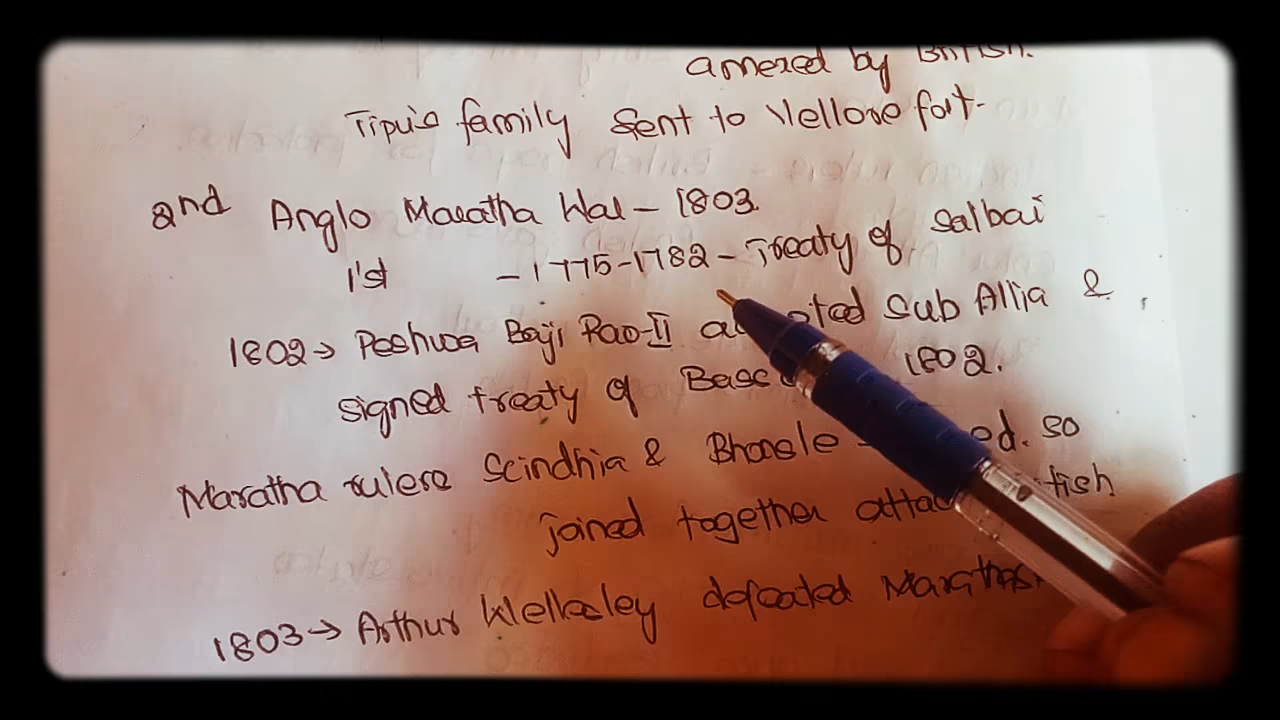 annexed by British.
Tipu's family sent to Vellore fort-
2nd Anglo Maratha War - 1803
1'st - 1775-1782 - Treaty of Salbai
1802 → Peshwa Baji Rao-II Sub Allia &
signed treaty of 1802.
Maratha rulers Scindhia & Bhonsle so
joined together
1803 → Arthur Wellesley defeated Marathas.